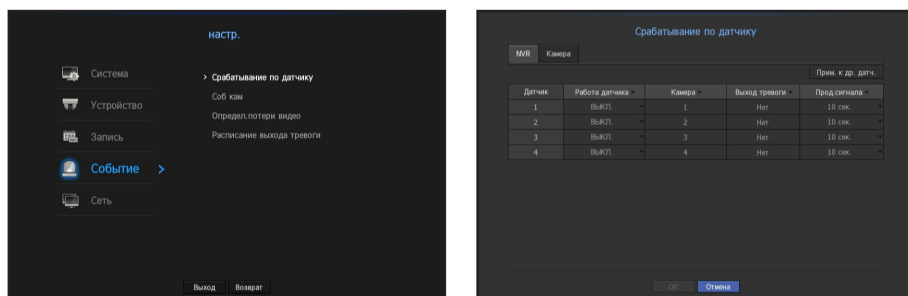 настр.
Система
Устройство
Запись
Событие >
Сеть
> Срабатывание по датчику
Соб кам
Определ.потери видео
Расписание выхода тревоги
Выход Возврат
Срабатывание по датчику
NVR Камера
Прим. к др. датч.
Датчик Работа датчика Камера Выход тревоги Прод.сигнала
1 ВЫКЛ. 1 Нет 10 сек.
2 ВЫКЛ. 2 Нет 10 сек.
3 ВЫКЛ. 3 Нет 10 сек.
4 ВЫКЛ. 4 Нет 10 сек.
OK Отмена